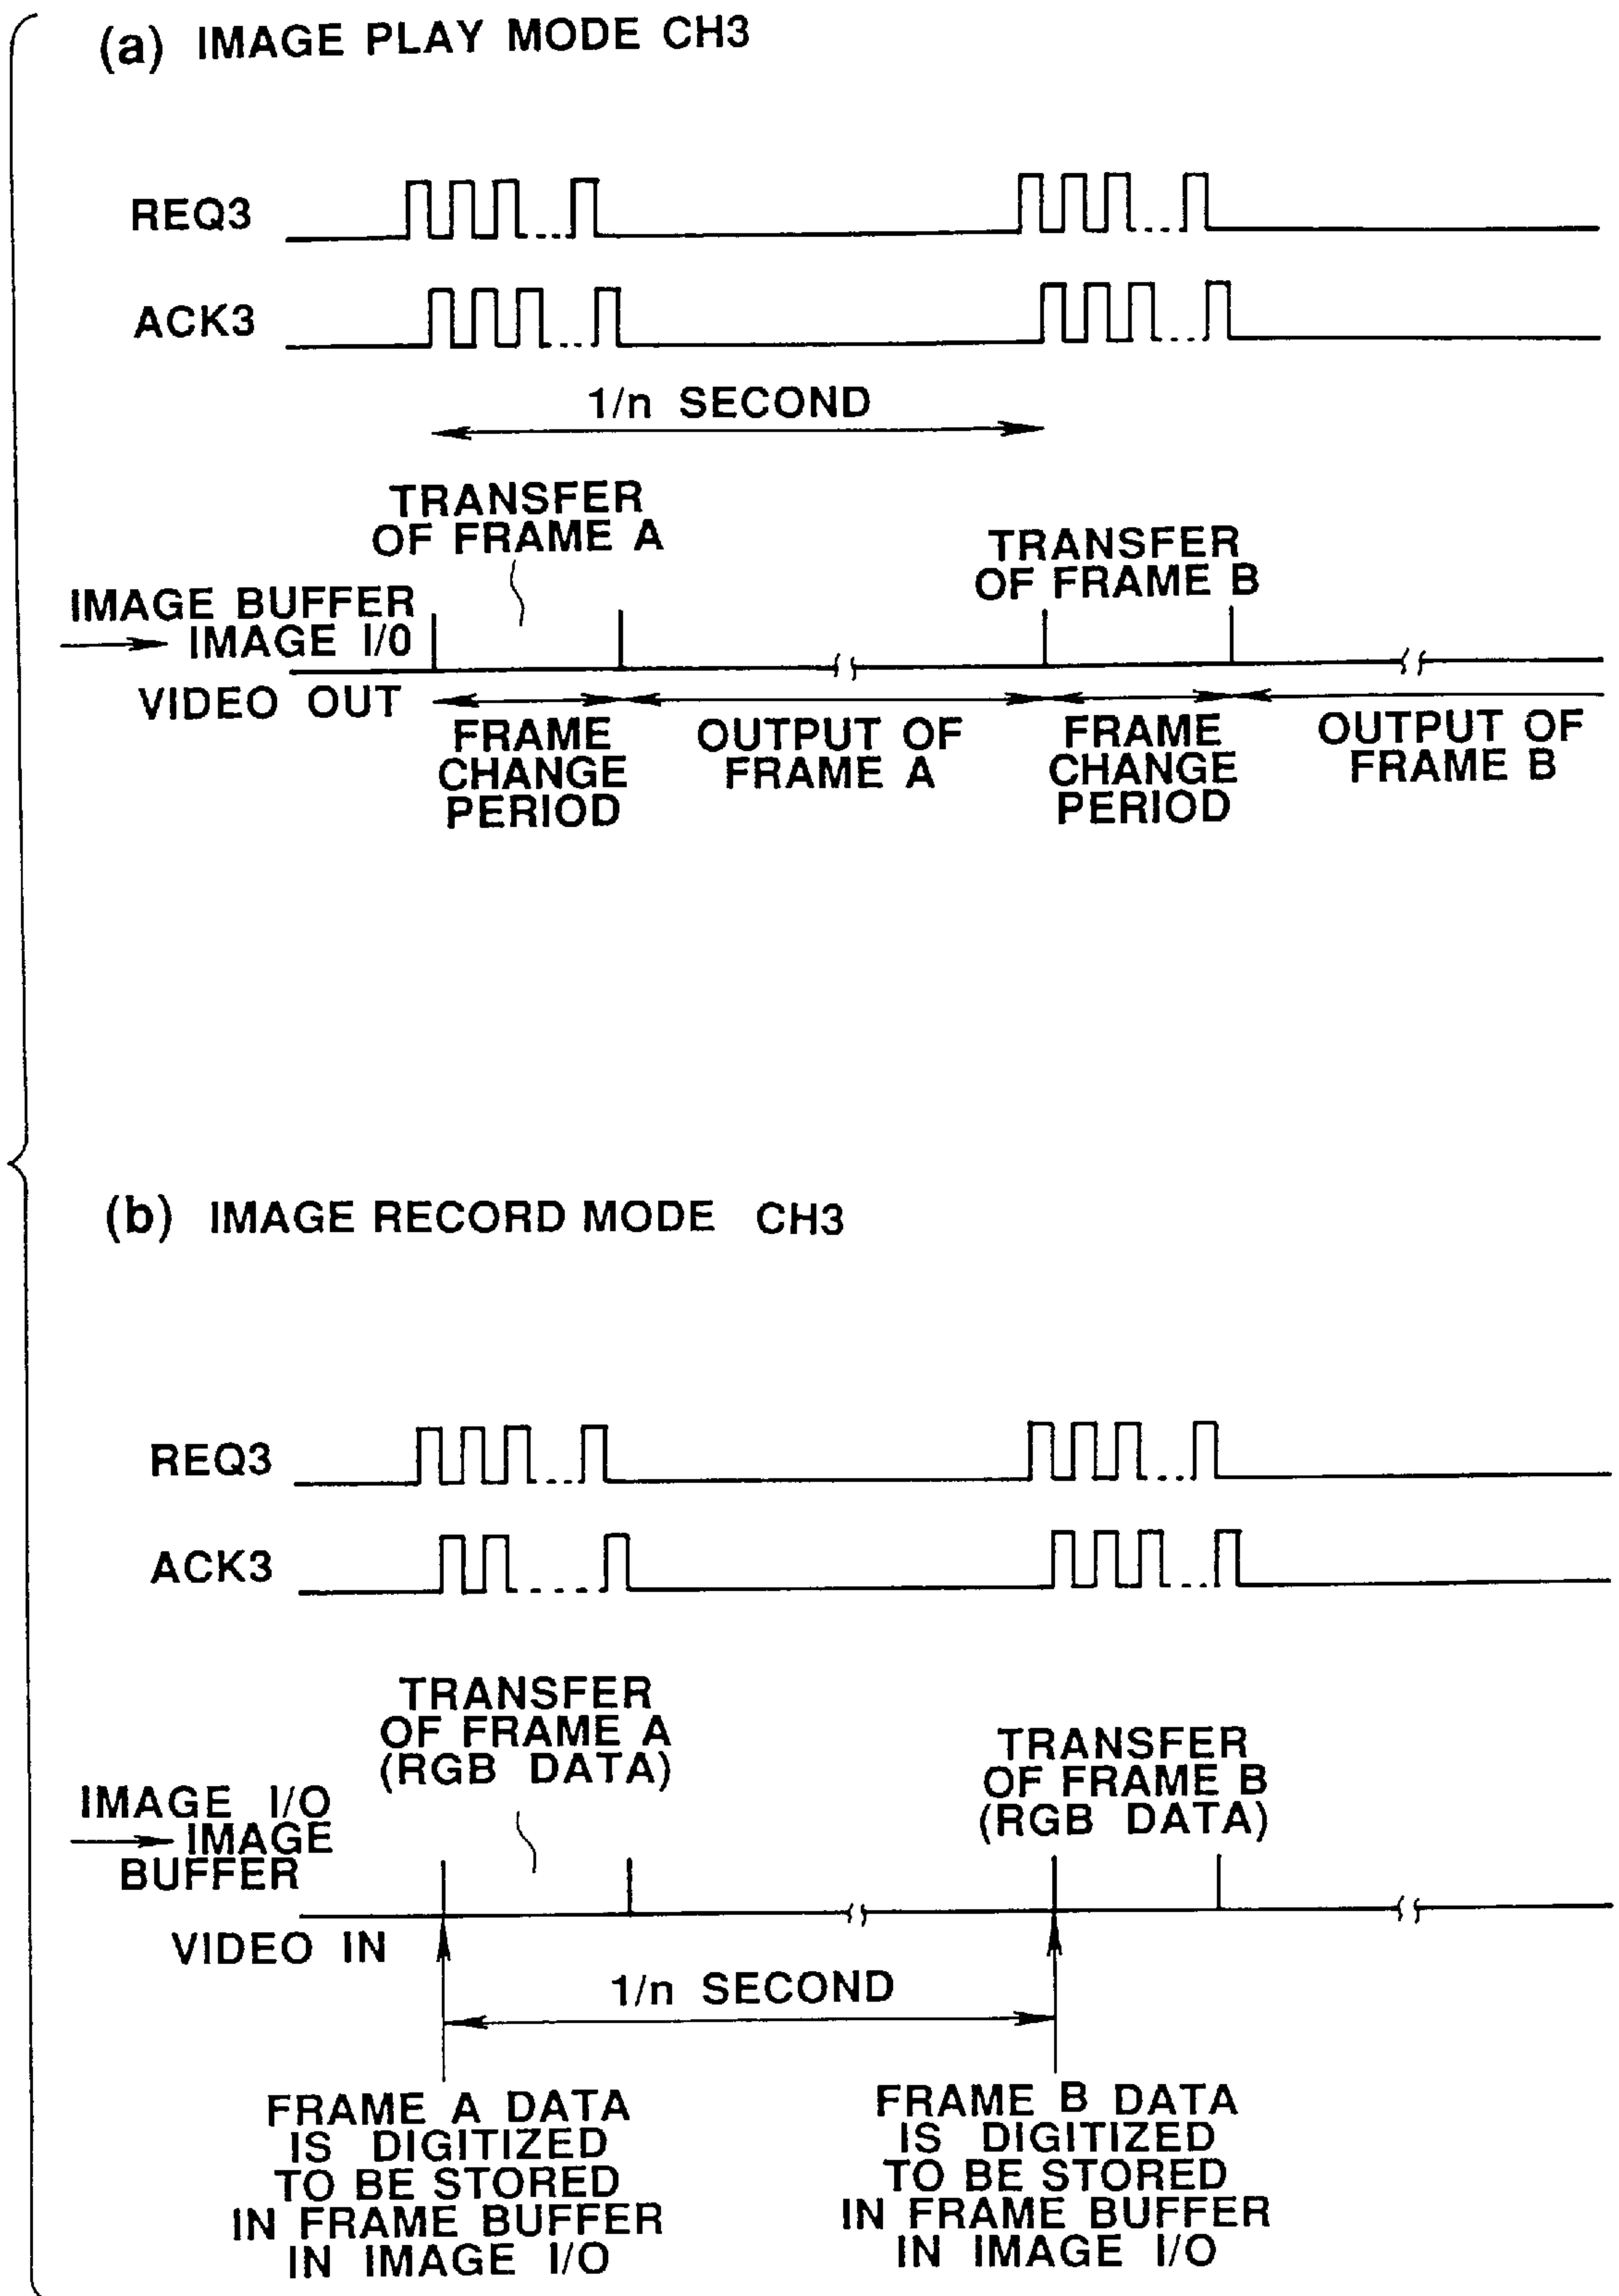 (a) IMAGE PLAY MODE CH3
REQ3
ACK3
1/n SECOND
TRANSFER
OF FRAME A
TRANSFER
OF FRAME B
IMAGE BUFFER
IMAGE I/O
VIDEO OUT
FRAME
CHANGE
PERIOD
OUTPUT OF
FRAME A
FRAME
CHANGE
PERIOD
OUTPUT OF
FRAME B
(b) IMAGE RECORD MODE CH3
REQ3
ACK3
TRANSFER
OF FRAME A
(RGB DATA)
TRANSFER
OF FRAME B
(RGB DATA)
IMAGE I/O
IMAGE
BUFFER
VIDEO IN
1/n SECOND
FRAME A DATA
IS DIGITIZED
TO BE STORED
IN FRAME BUFFER
IN IMAGE I/O
FRAME B DATA
IS DIGITIZED
TO BE STORED
IN FRAME BUFFER
IN IMAGE I/O